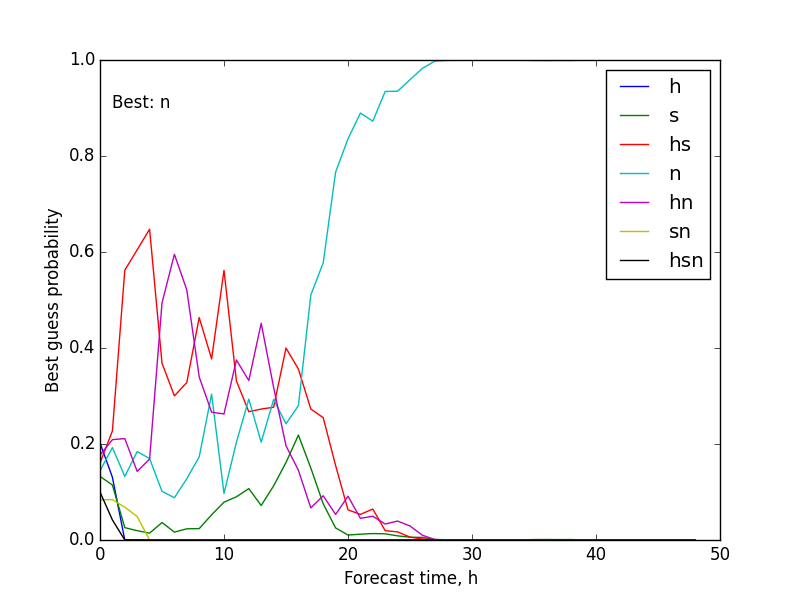 1.0
0.8
0.6
0.4
0.2
0.0
Best guess probability
Best: n
h
s
hs
n
hn
sn
hsn
0 10 20 30 40 50
Forecast time, h